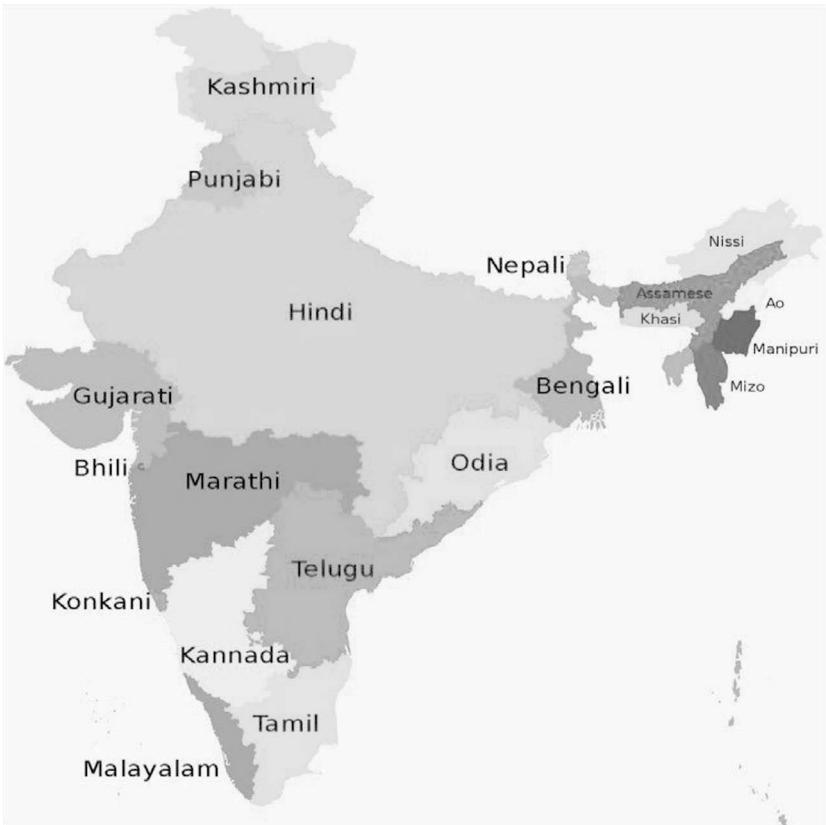 Kashmiri
Punjabi
Nissi
Nepali
Assamese
Ao
Hindi
Khasi
Manipuri
Bengali
Mizo
Gujarati
Bhili
Odia
Marathi
Telugu
Konkani
Kannada
Tamil
Malayalam